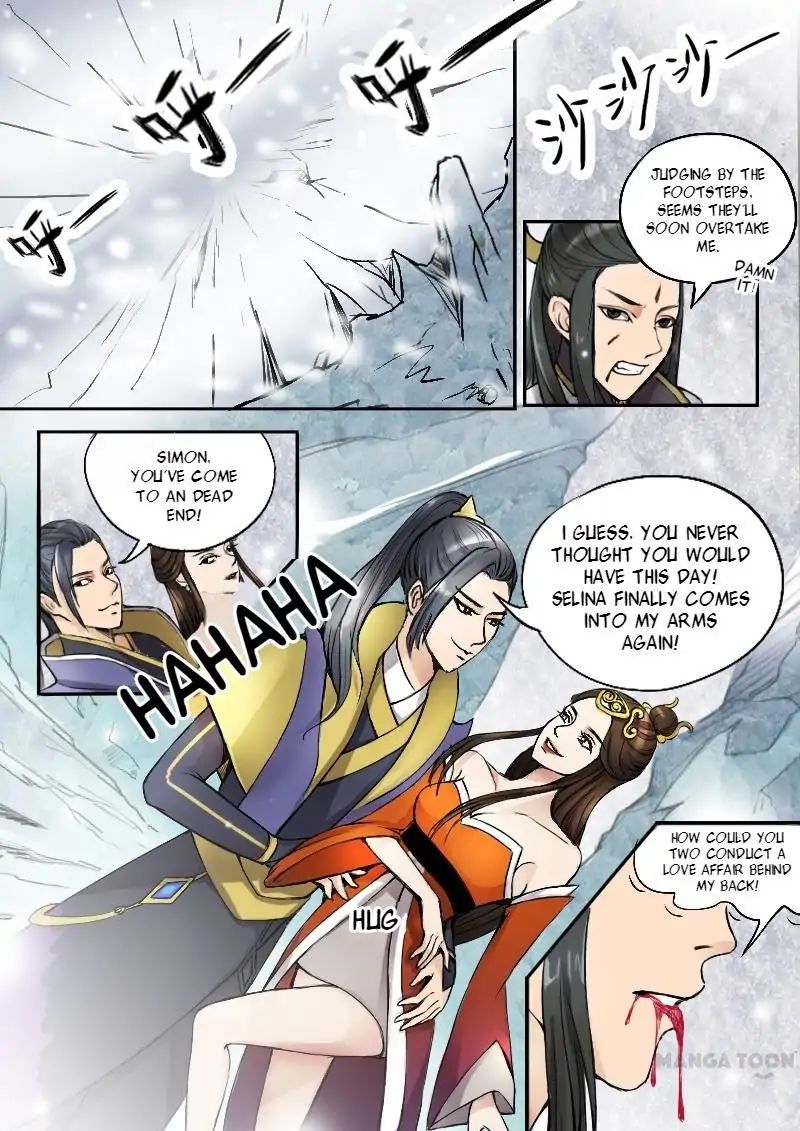 呼—
呼—
呼—
沙沙沙—
JUDGING BY THE
FOOTSTEPS,
SEEMS THEY'LL
SOON OVERTAKE
ME.
DAMN
IT!
SIMON,
YOU'VE COME
TO AN DEAD
END!
I GUESS, YOU NEVER
THOUGHT YOU WOULD
HAVE THIS DAY!
SELINA FINALLY COMES
INTO MY ARMS
AGAIN!
HAHAHA
HUG
HOW COULD YOU
TWO CONDUCT A
LOVE AFFAIR BEHIND
MY BACK!
MANGA TOON